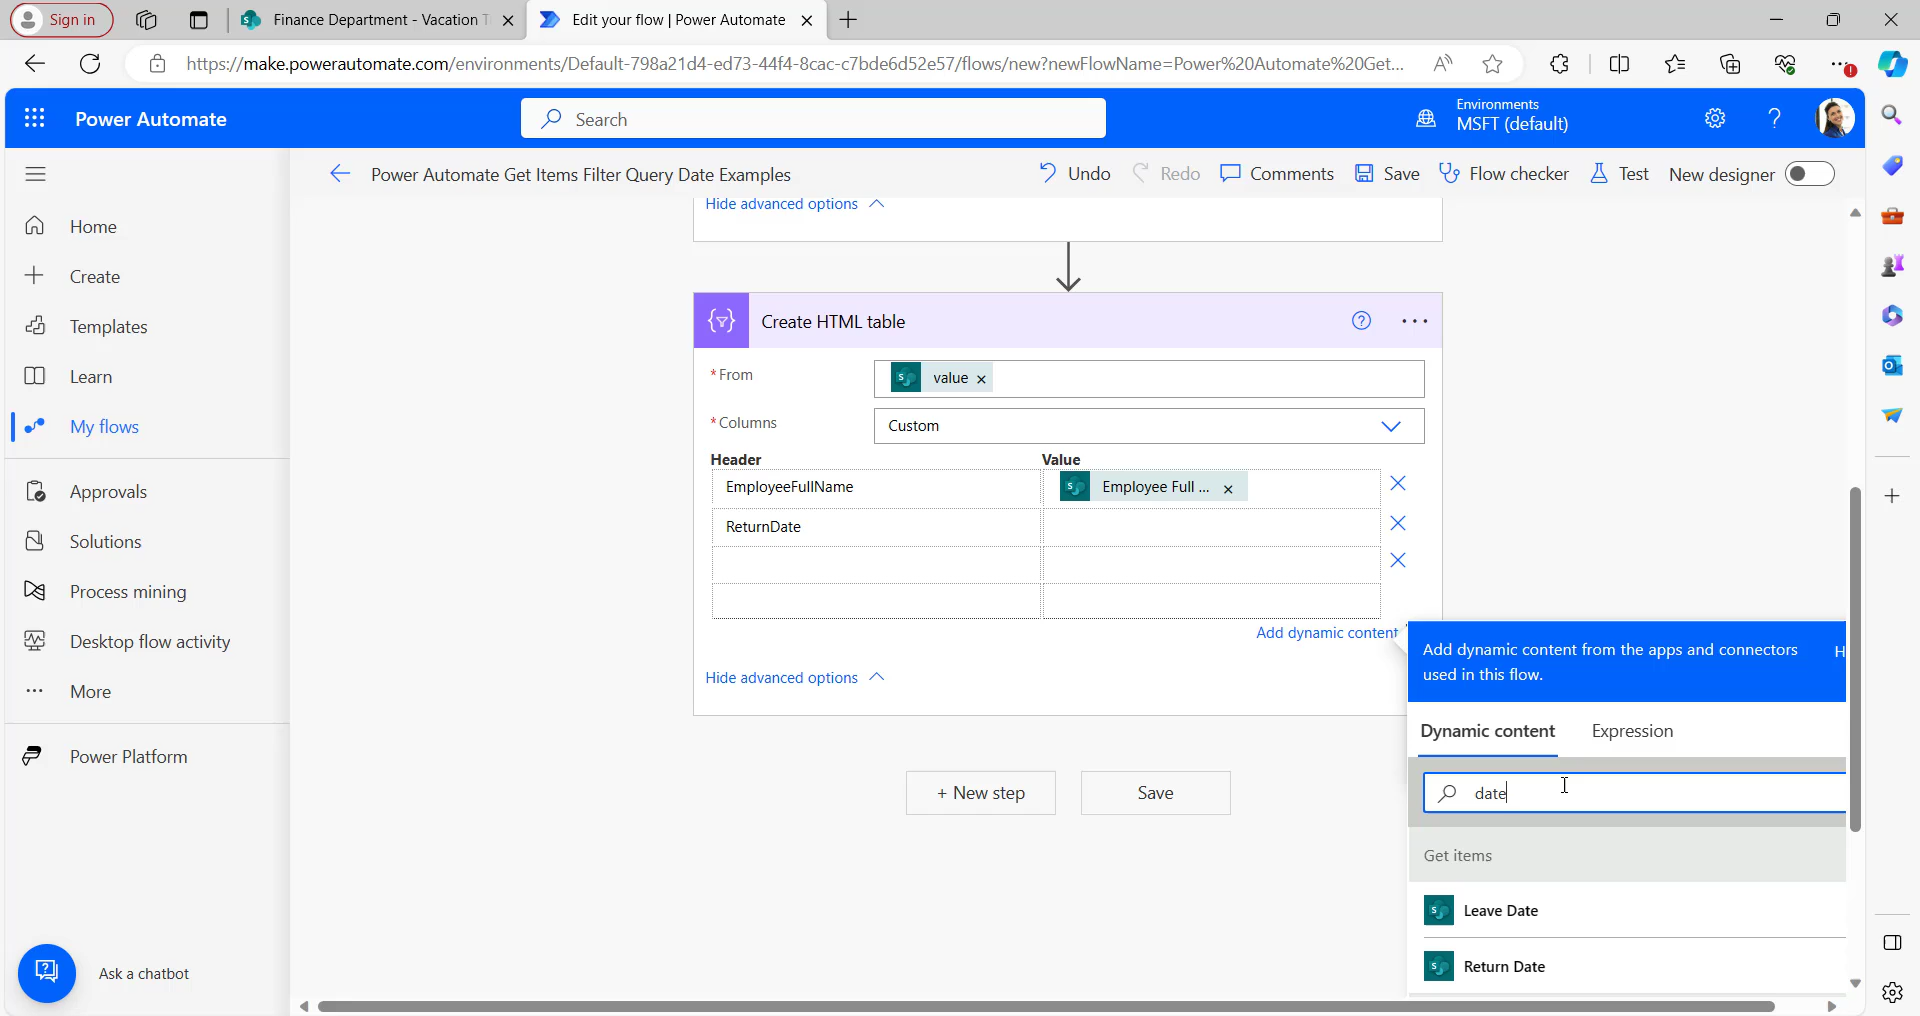 Sign in
Finance Department - Vacation T
Edit your flow | Power Automate
https://make.powerautomate.com/environments/Default-798a21d4-ed73-44f4-8cac-c7bde6d52e57/flows/new?newFlowName=Power%20Automate%20Get...
Power Automate
Search
Environments
MSFT (default)
Power Automate Get Items Filter Query Date Examples
Undo
Redo
Comments
Save
Flow checker
Test
New designer
Home
Create
Templates
Learn
My flows
Approvals
Solutions
Process mining
Desktop flow activity
More
Power Platform
Ask a chatbot
Hide advanced options
Create HTML table
* From
value
* Columns
Custom
Header
Value
EmployeeFullName
Employee Full ...
ReturnDate
Add dynamic content
Hide advanced options
+ New step
Save
Add dynamic content from the apps and connectors
used in this flow.
H
Dynamic content
Expression
date
Get items
Leave Date
Return Date